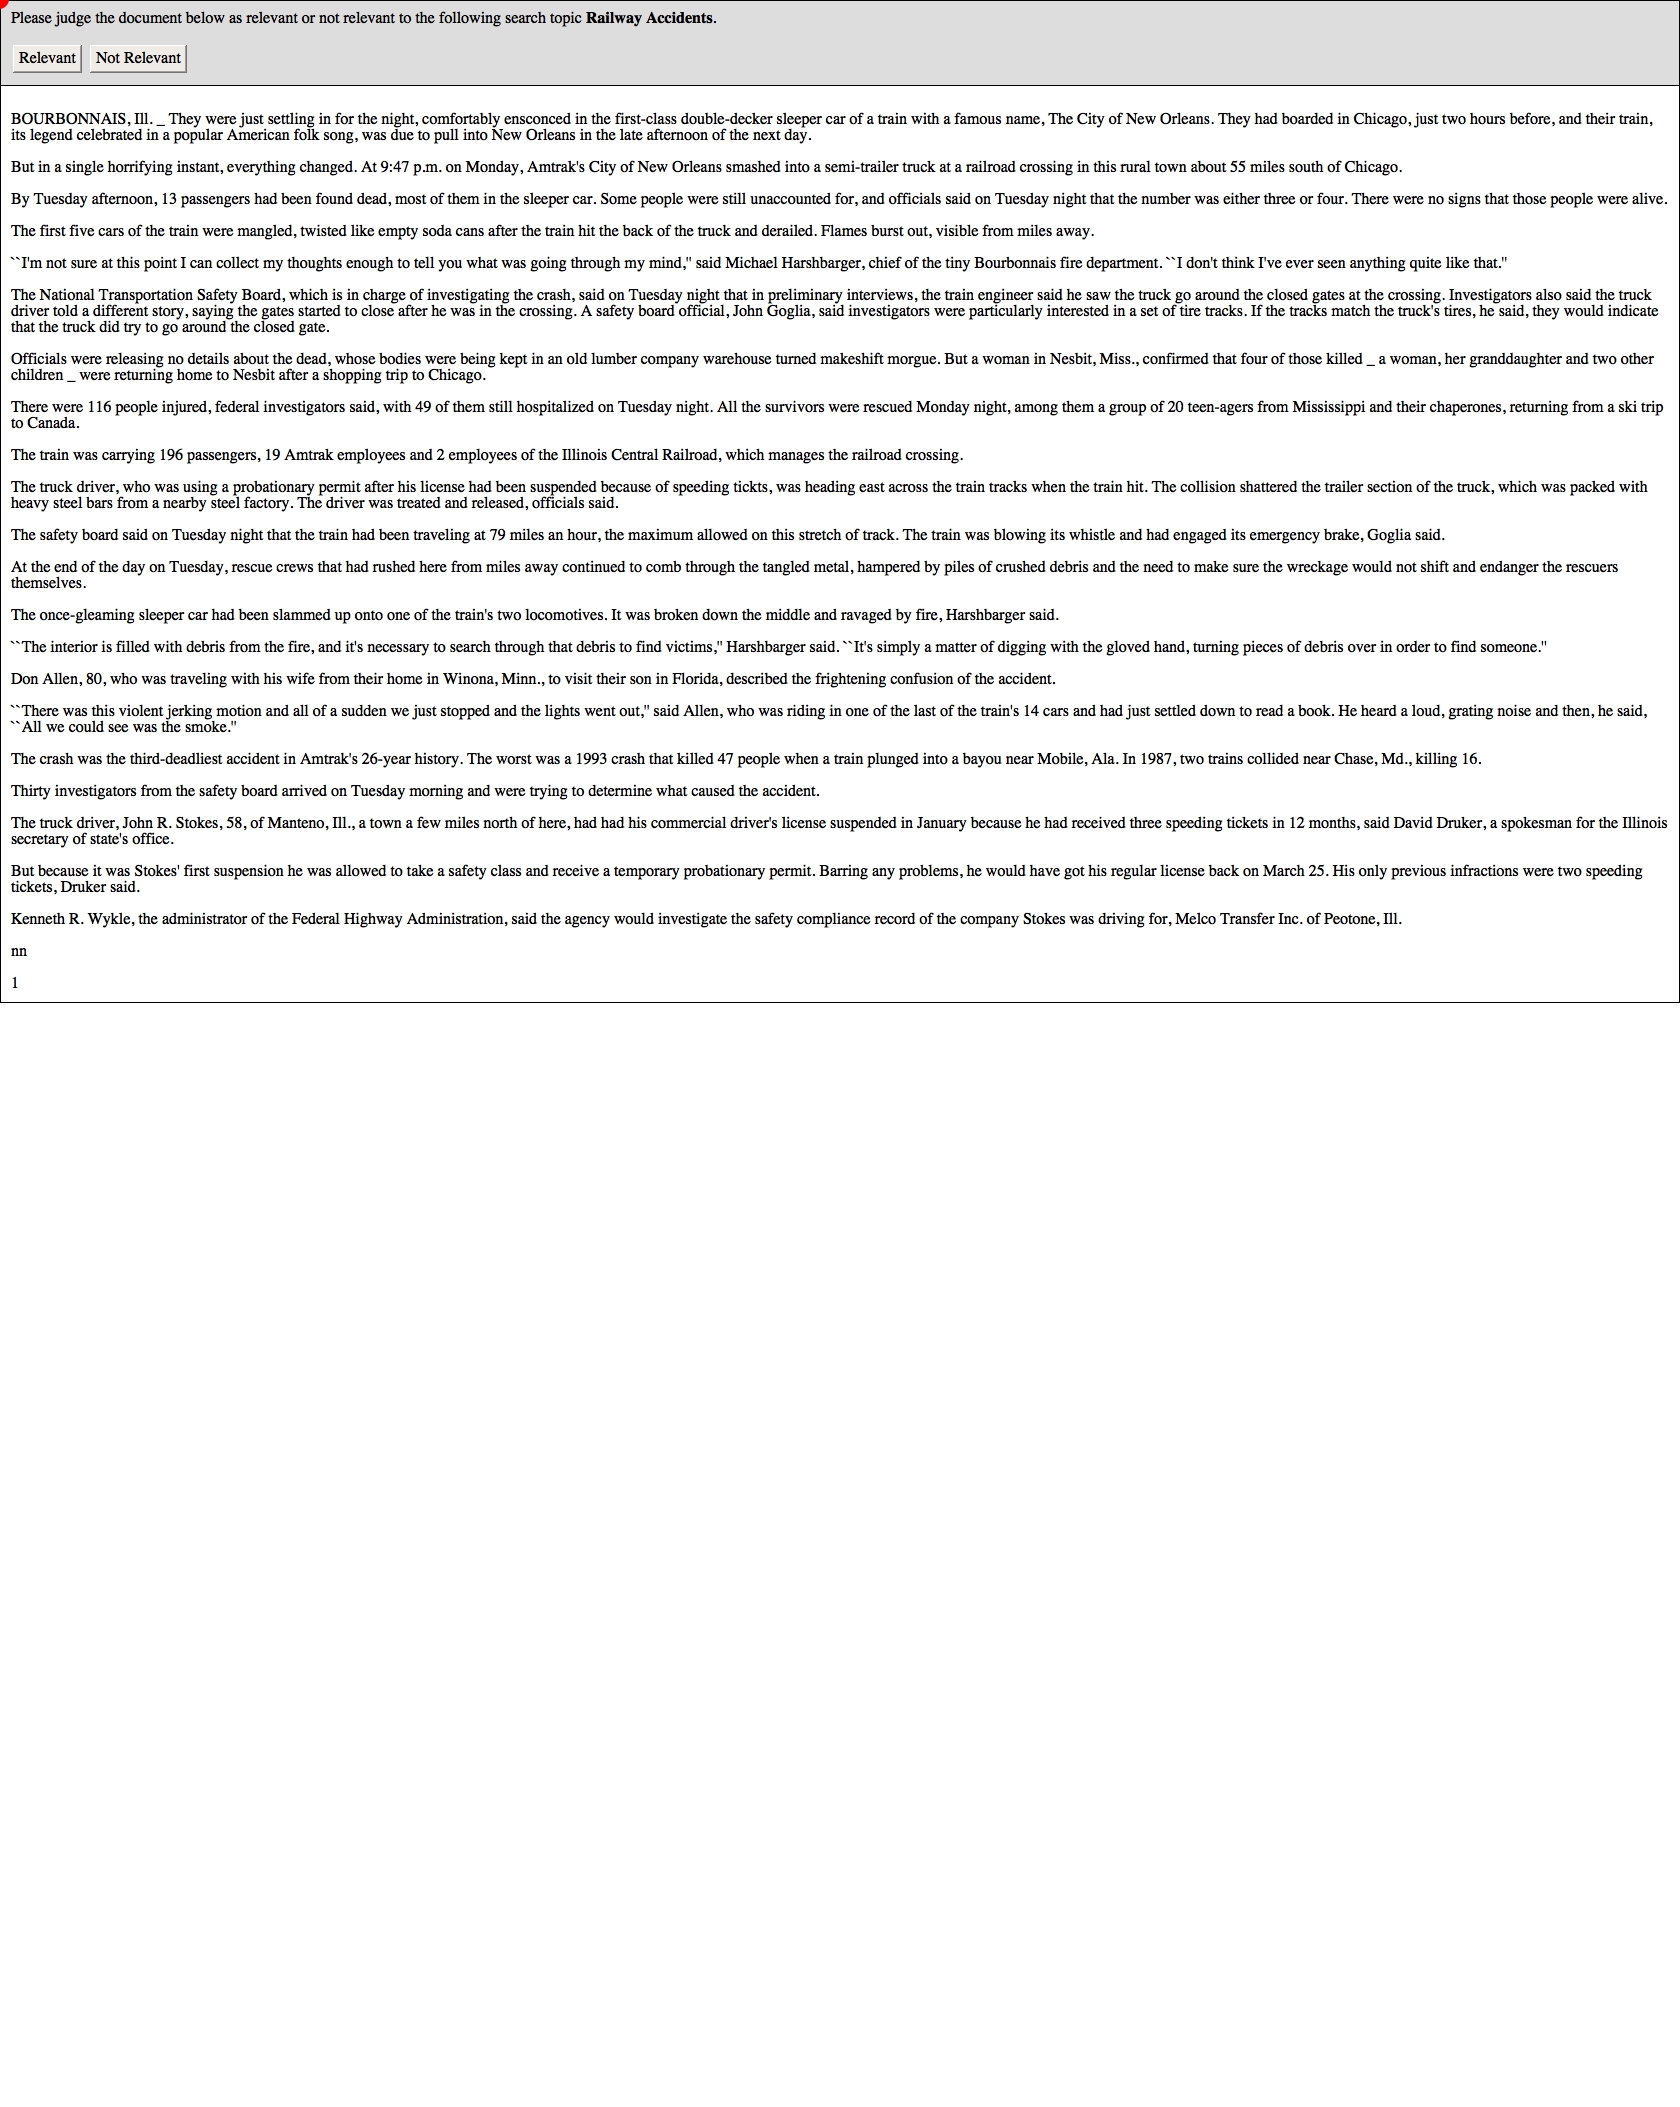 Please judge the document below as relevant or not relevant to the following search topic Railway Accidents.
Relevant Not Relevant
BOURBONNAIS, Ill. _ They were just settling in for the night, comfortably ensconced in the first-class double-decker sleeper car of a train with a famous name, The City of New Orleans. They had boarded in Chicago, just two hours before, and their train,
its legend celebrated in a popular American folk song, was due to pull into New Orleans in the late afternoon of the next day.
But in a single horrifying instant, everything changed. At 9:47 p.m. on Monday, Amtrak's City of New Orleans smashed into a semi-trailer truck at a railroad crossing in this rural town about 55 miles south of Chicago.
By Tuesday afternoon, 13 passengers had been found dead, most of them in the sleeper car. Some people were still unaccounted for, and officials said on Tuesday night that the number was either three or four. There were no signs that those people were alive.
The first five cars of the train were mangled, twisted like empty soda cans after the train hit the back of the truck and derailed. Flames burst out, visible from miles away.
``I'm not sure at this point I can collect my thoughts enough to tell you what was going through my mind,'' said Michael Harshbarger, chief of the tiny Bourbonnais fire department. ``I don't think I've ever seen anything quite like that.''
The National Transportation Safety Board, which is in charge of investigating the crash, said on Tuesday night that in preliminary interviews, the train engineer said he saw the truck go around the closed gates at the crossing. Investigators also said the truck
driver told a different story, saying the gates started to close after he was in the crossing. A safety board official, John Goglia, said investigators were particularly interested in a set of tire tracks. If the tracks match the truck's tires, he said, they would indicate
that the truck did try to go around the closed gate.
Officials were releasing no details about the dead, whose bodies were being kept in an old lumber company warehouse turned makeshift morgue. But a woman in Nesbit, Miss., confirmed that four of those killed _ a woman, her granddaughter and two other
children _ were returning home to Nesbit after a shopping trip to Chicago.
There were 116 people injured, federal investigators said, with 49 of them still hospitalized on Tuesday night. All the survivors were rescued Monday night, among them a group of 20 teen-agers from Mississippi and their chaperones, returning from a ski trip
to Canada.
The train was carrying 196 passengers, 19 Amtrak employees and 2 employees of the Illinois Central Railroad, which manages the railroad crossing.
The truck driver, who was using a probationary permit after his license had been suspended because of speeding tickts, was heading east across the train tracks when the train hit. The collision shattered the trailer section of the truck, which was packed with
heavy steel bars from a nearby steel factory. The driver was treated and released, officials said.
The safety board said on Tuesday night that the train had been traveling at 79 miles an hour, the maximum allowed on this stretch of track. The train was blowing its whistle and had engaged its emergency brake, Goglia said.
At the end of the day on Tuesday, rescue crews that had rushed here from miles away continued to comb through the tangled metal, hampered by piles of crushed debris and the need to make sure the wreckage would not shift and endanger the rescuers
themselves.
The once-gleaming sleeper car had been slammed up onto one of the train's two locomotives. It was broken down the middle and ravaged by fire, Harshbarger said.
``The interior is filled with debris from the fire, and it's necessary to search through that debris to find victims,'' Harshbarger said. ``It's simply a matter of digging with the gloved hand, turning pieces of debris over in order to find someone.''
Don Allen, 80, who was traveling with his wife from their home in Winona, Minn., to visit their son in Florida, described the frightening confusion of the accident.
``There was this violent jerking motion and all of a sudden we just stopped and the lights went out,'' said Allen, who was riding in one of the last of the train's 14 cars and had just settled down to read a book. He heard a loud, grating noise and then, he said,
``All we could see was the smoke.''
The crash was the third-deadliest accident in Amtrak's 26-year history. The worst was a 1993 crash that killed 47 people when a train plunged into a bayou near Mobile, Ala. In 1987, two trains collided near Chase, Md., killing 16.
Thirty investigators from the safety board arrived on Tuesday morning and were trying to determine what caused the accident.
The truck driver, John R. Stokes, 58, of Manteno, Ill., a town a few miles north of here, had had his commercial driver's license suspended in January because he had received three speeding tickets in 12 months, said David Druker, a spokesman for the Illinois
secretary of state's office.
But because it was Stokes' first suspension he was allowed to take a safety class and receive a temporary probationary permit. Barring any problems, he would have got his regular license back on March 25. His only previous infractions were two speeding
tickets, Druker said.
Kenneth R. Wykle, the administrator of the Federal Highway Administration, said the agency would investigate the safety compliance record of the company Stokes was driving for, Melco Transfer Inc. of Peotone, Ill.
nn
1